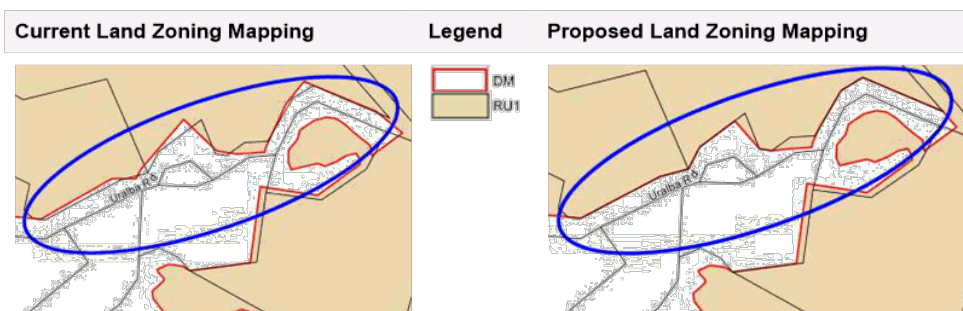 Current Land Zoning Mapping
Legend
Proposed Land Zoning Mapping
DM
RU1
Uralba Rd
Uralba Rd